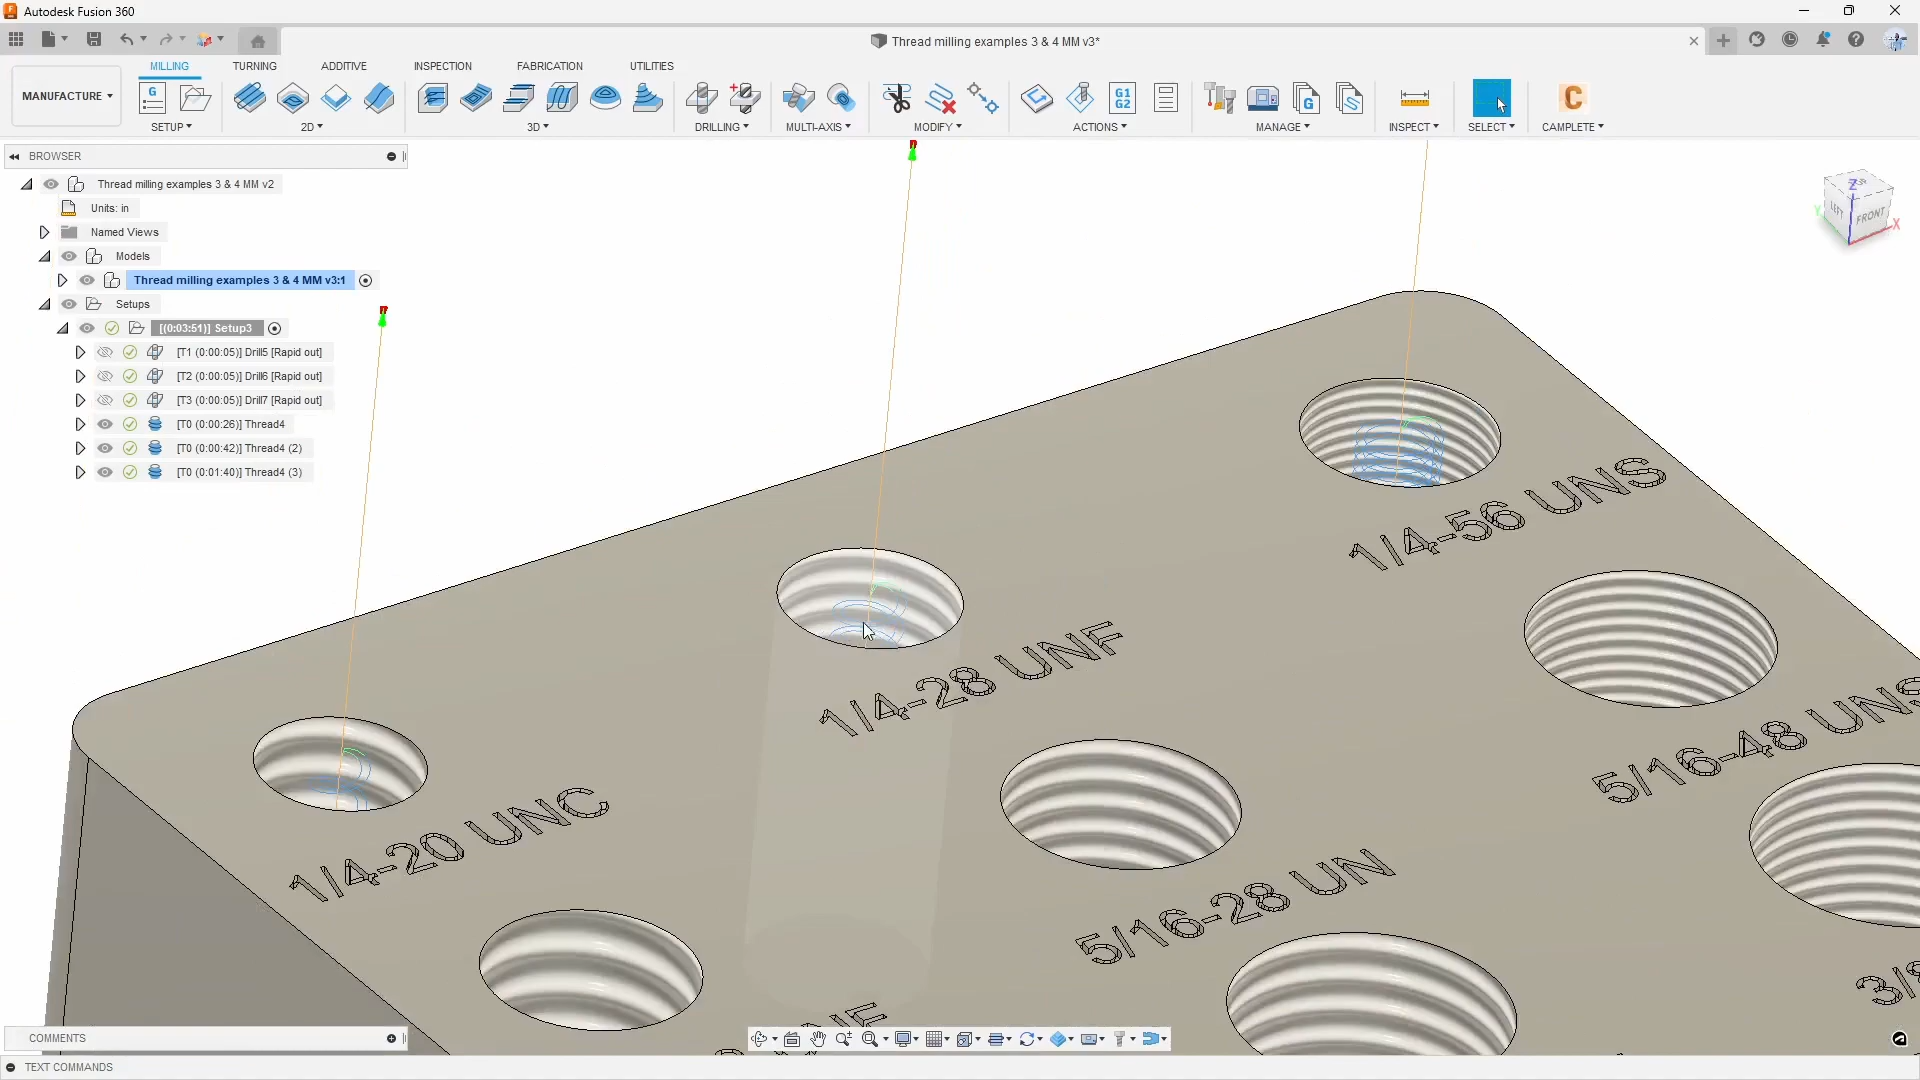 Autodesk Fusion 360
Thread milling examples 3 & 4 MM v3*
MANUFACTURE
MILLING
TURNING
ADDITIVE
INSPECTION
FABRICATION
UTILITIES
G
G1
G2
G
C
SETUP
2D
3D
DRILLING
MULTI-AXIS
MODIFY
ACTIONS
MANAGE
INSPECT
SELECT
CAMPLETE
BROWSER
Thread milling examples 3 & 4 MM v2
Units: in
Named Views
Models
Thread milling examples 3 & 4 MM v3:1
Setups
[(0:03:51)] Setup3
[T1 (0:00:05)] Drill5 [Rapid out]
[T2 (0:00:05)] Drill6 [Rapid out]
[T3 (0:00:05)] Drill7 [Rapid out]
[T0 (0:00:26)] Thread4
[T0 (0:00:42)] Thread4 (2)
[T0 (0:01:40)] Thread4 (3)
Z
LEFT
FRONT
Y
X
1/4-56 UNS
1/4-28 UNF
1/4-20 UNC
5/16-48 UNS
5/16-28 UN
3/8
COMMENTS
TEXT COMMANDS